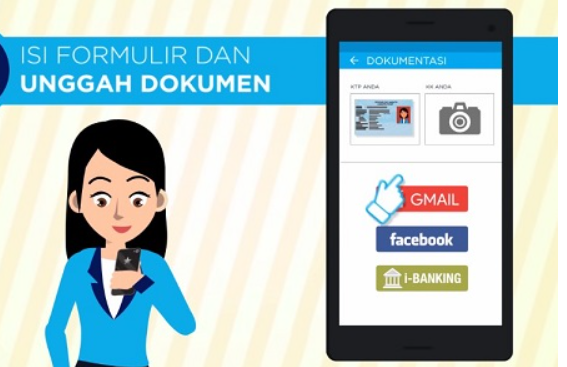 ISI FORMULIR DAN
UNGGAH DOKUMEN
← DOKUMENTASI
KTP ANDA
KK ANDA
GMAIL
facebook
i-BANKING